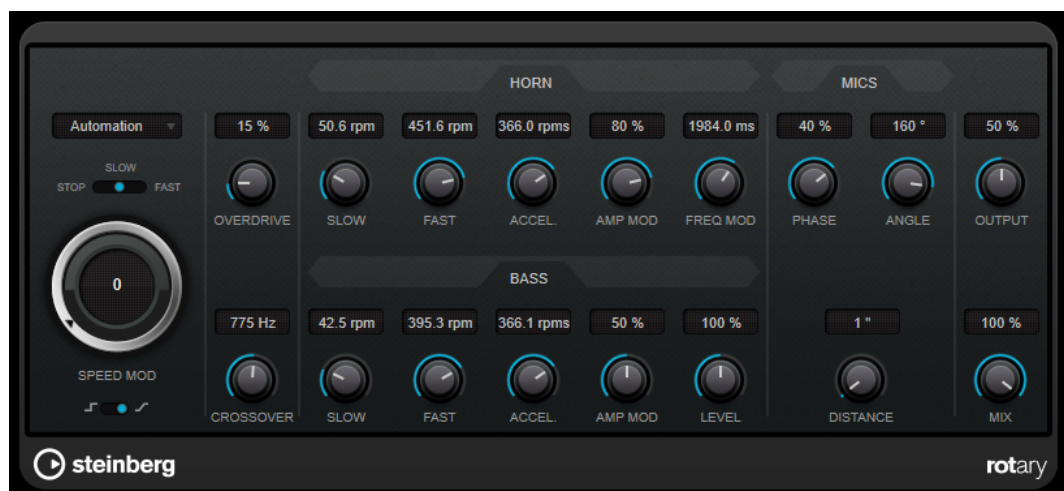 HORN
MICS
Automation
15 %
50.6 rpm
451.6 rpm
366.0 rpms
80 %
1984.0 ms
40 %
160 °
50 %
SLOW
STOP
FAST
OVERDRIVE
SLOW
FAST
ACCEL.
AMP MOD
FREQ MOD
PHASE
ANGLE
OUTPUT
BASS
0
775 Hz
42.5 rpm
395.3 rpm
366.1 rpms
50 %
100 %
1 "
100 %
SPEED MOD
CROSSOVER
SLOW
FAST
ACCEL.
AMP MOD
LEVEL
DISTANCE
MIX
steinberg
rotary